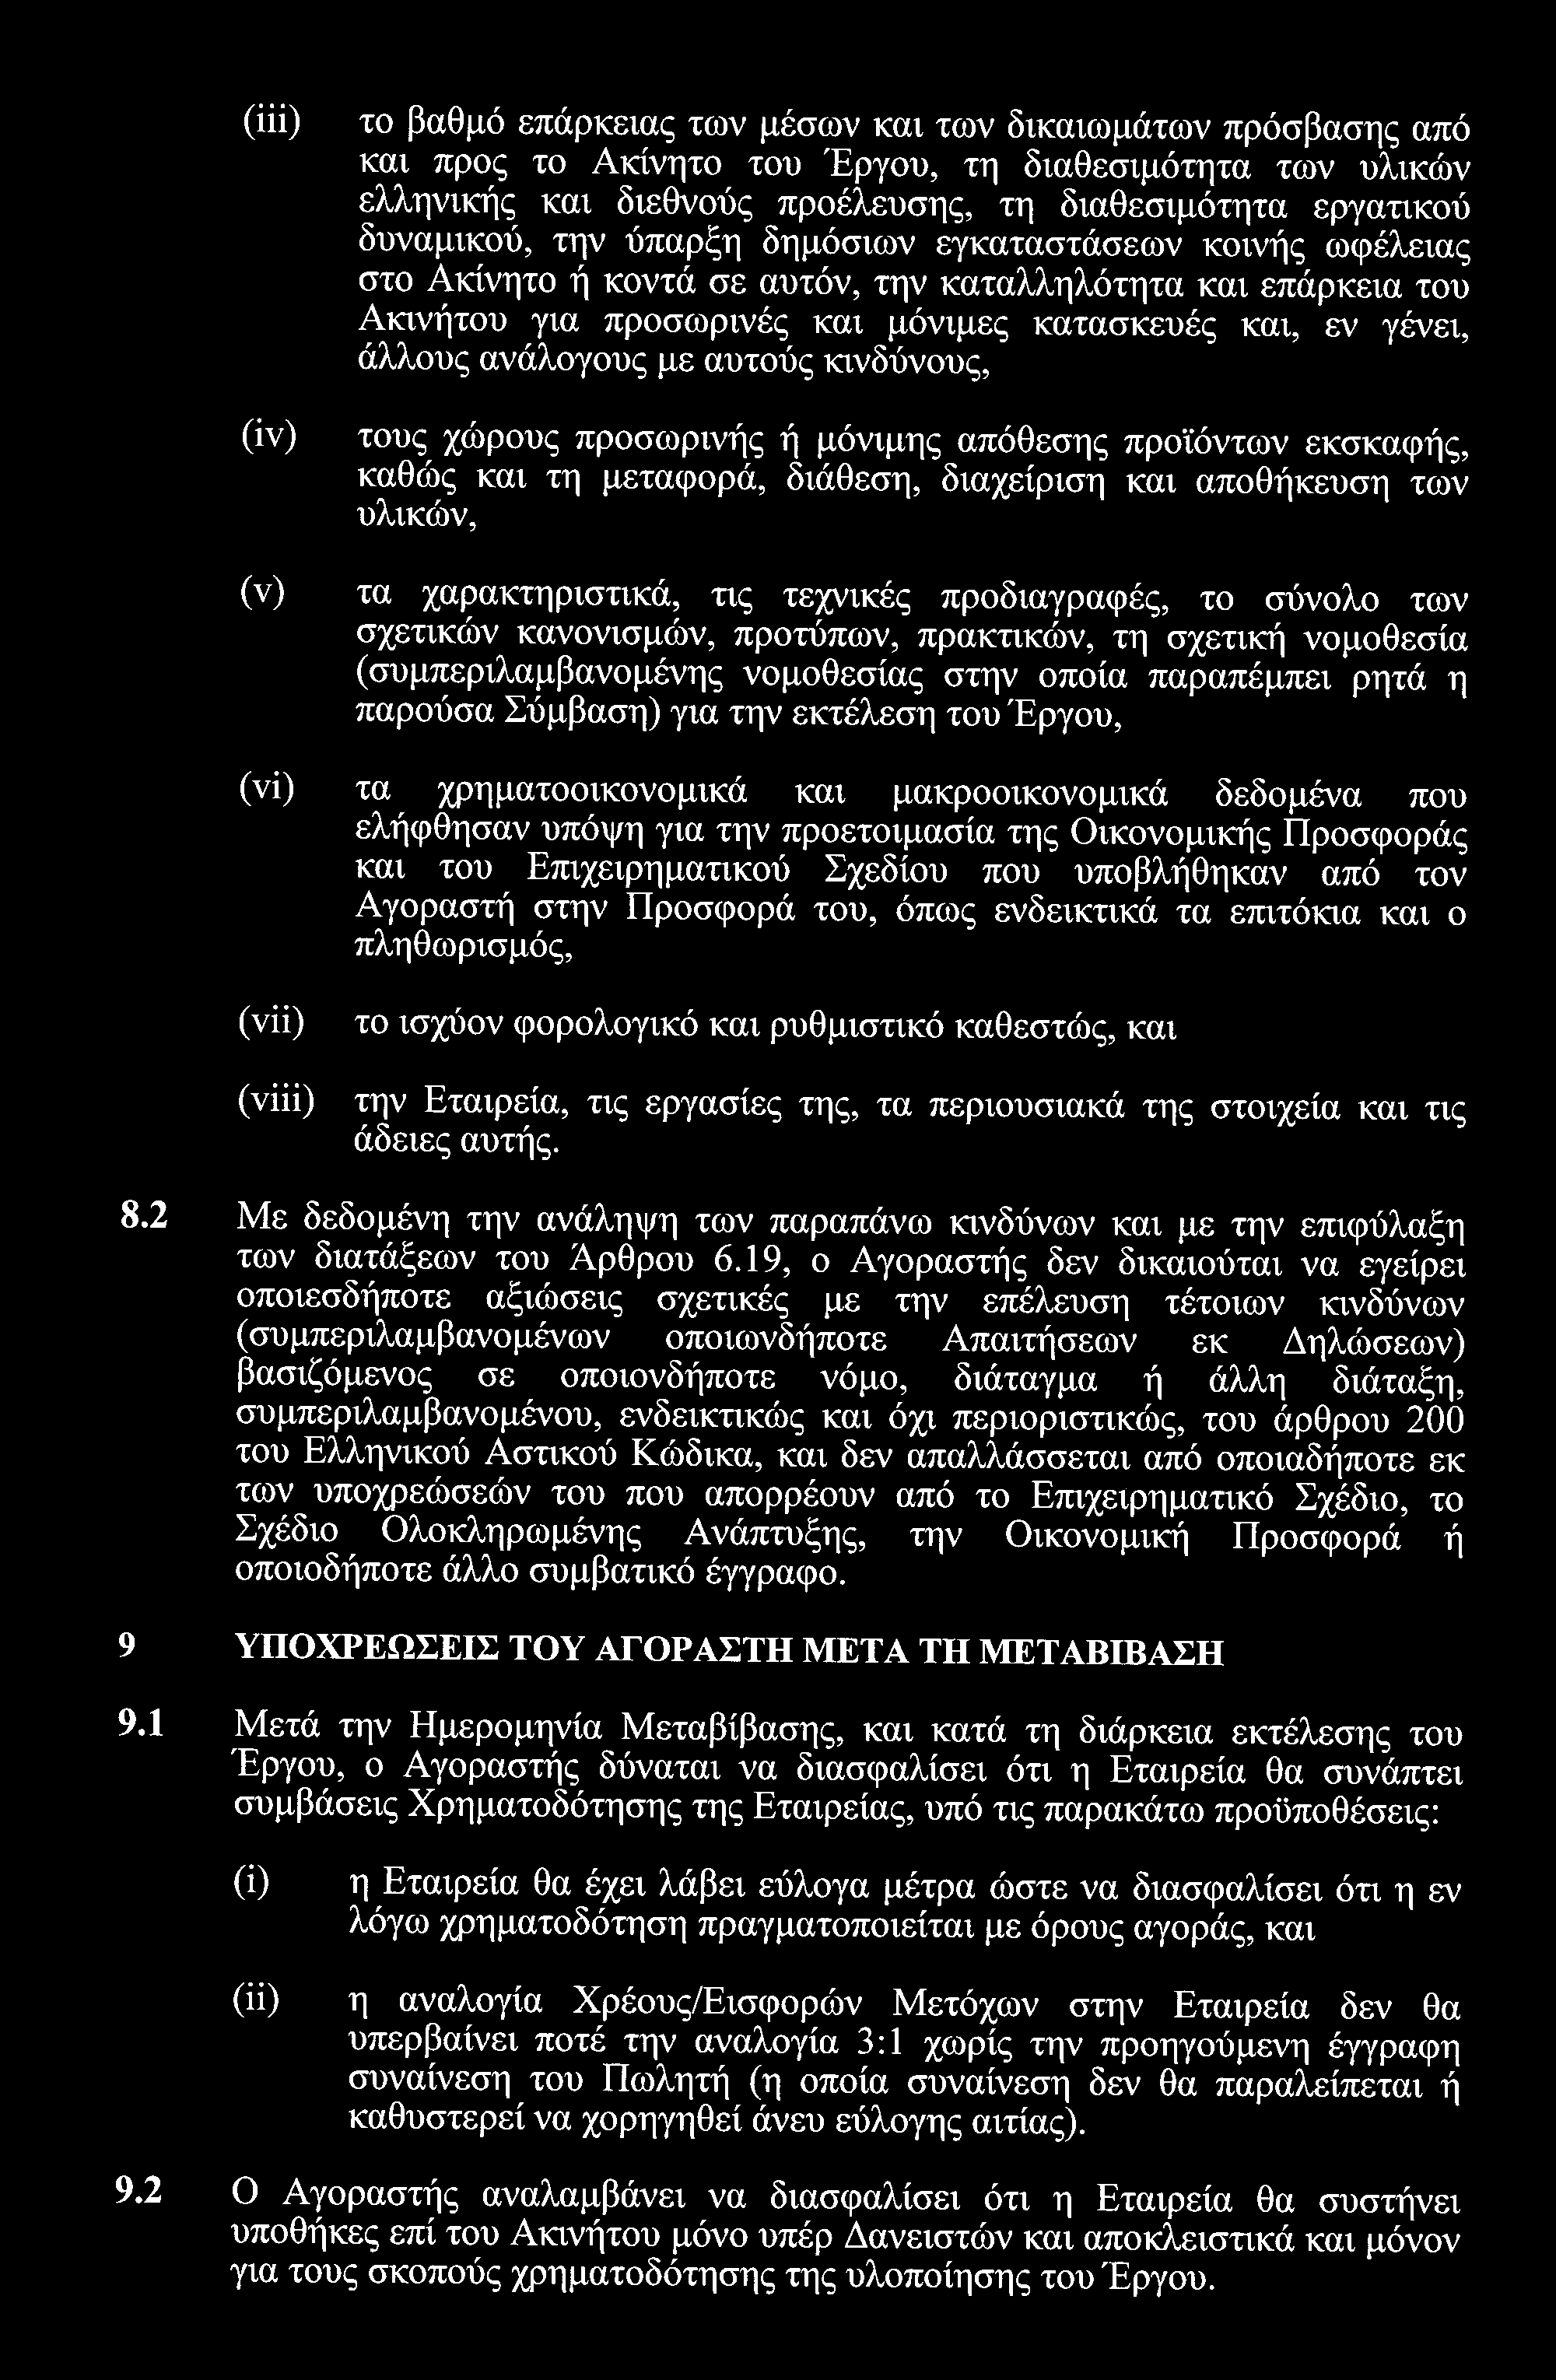 (iii) το βαθμό επάρκειας των μέσων και των δικαιωμάτων πρόσβασης από
και προς το Ακίνητο του Έργου, τη διαθεσιμότητα των υλικών
ελληνικής και διεθνούς προέλευσης, τη διαθεσιμότητα εργατικού
δυναμικού, την ύπαρξη δημόσιων εγκαταστάσεων κοινής ωφέλειας
στο Ακίνητο ή κοντά σε αυτόν, την καταλληλότητα και επάρκεια του
Ακινήτου για προσωρινές και μόνιμες κατασκευές και, εν γένει,
άλλους ανάλογους με αυτούς κινδύνους,
(iv) τους χώρους προσωρινής ή μόνιμης απόθεσης προϊόντων εκσκαφής,
καθώς και τη μεταφορά, διάθεση, διαχείριση και αποθήκευση των
υλικών,
(v) τα χαρακτηριστικά, τις τεχνικές προδιαγραφές, το σύνολο των
σχετικών κανονισμών, προτύπων, πρακτικών, τη σχετική νομοθεσία
(συμπεριλαμβανομένης νομοθεσίας στην οποία παραπέμπει ρητά η
παρούσα Σύμβαση) για την εκτέλεση του Έργου,
(vi) τα χρηματοοικονομικά και μακροοικονομικά δεδομένα που
ελήφθησαν υπόψη για την προετοιμασία της Οικονομικής Προσφοράς
και του Επιχειρηματικού Σχεδίου που υποβλήθηκαν από τον
Αγοραστή στην Προσφορά του, όπως ενδεικτικά τα επιτόκια και ο
πληθωρισμός,
(vii) το ισχύον φορολογικό και ρυθμιστικό καθεστώς, και
(viii) την Εταιρεία, τις εργασίες της, τα περιουσιακά της στοιχεία και τις
άδειες αυτής.
8.2 Με δεδομένη την ανάληψη των παραπάνω κινδύνων και με την επιφύλαξη
των διατάξεων του Άρθρου 6.19, ο Αγοραστής δεν δικαιούται να εγείρει
οποιεσδήποτε αξιώσεις σχετικές με την επέλευση τέτοιων κινδύνων
(συμπεριλαμβανομένων οποιωνδήποτε Απαιτήσεων εκ Δηλώσεων)
βασιζόμενος σε οποιονδήποτε νόμο, διάταγμα ή άλλη διάταξη,
συμπεριλαμβανομένου, ενδεικτικώς και όχι περιοριστικώς, του άρθρου 200
του Ελληνικού Αστικού Κώδικα, και δεν απαλλάσσεται από οποιαδήποτε εκ
των υποχρεώσεών του που απορρέουν από το Επιχειρηματικό Σχέδιο, το
Σχέδιο Ολοκληρωμένης Ανάπτυξης, την Οικονομική Προσφορά ή
οποιοδήποτε άλλο συμβατικό έγγραφο.
9 ΥΠΟΧΡΕΩΣΕΙΣ ΤΟΥ ΑΓΟΡΑΣΤΗ ΜΕΤΑ ΤΗ ΜΕΤΑΒΙΒΑΣΗ
9.1 Μετά την Ημερομηνία Μεταβίβασης, και κατά τη διάρκεια εκτέλεσης του
Έργου, ο Αγοραστής δύναται να διασφαλίσει ότι η Εταιρεία θα συνάπτει
συμβάσεις Χρηματοδότησης της Εταιρείας, υπό τις παρακάτω προϋποθέσεις:
(i) η Εταιρεία θα έχει λάβει εύλογα μέτρα ώστε να διασφαλίσει ότι η εν
λόγω χρηματοδότηση πραγματοποιείται με όρους αγοράς, και
(ii) η αναλογία Χρέους/Εισφορών Μετόχων στην Εταιρεία δεν θα
υπερβαίνει ποτέ την αναλογία 3:1 χωρίς την προηγούμενη έγγραφη
συναίνεση του Πωλητή (η οποία συναίνεση δεν θα παραλείπεται ή
καθυστερεί να χορηγηθεί άνευ εύλογης αιτίας).
9.2 Ο Αγοραστής αναλαμβάνει να διασφαλίσει ότι η Εταιρεία θα συστήνει
υποθήκες επί του Ακινήτου μόνο υπέρ Δανειστών και αποκλειστικά και μόνον
για τους σκοπούς χρηματοδότησης της υλοποίησης του Έργου.